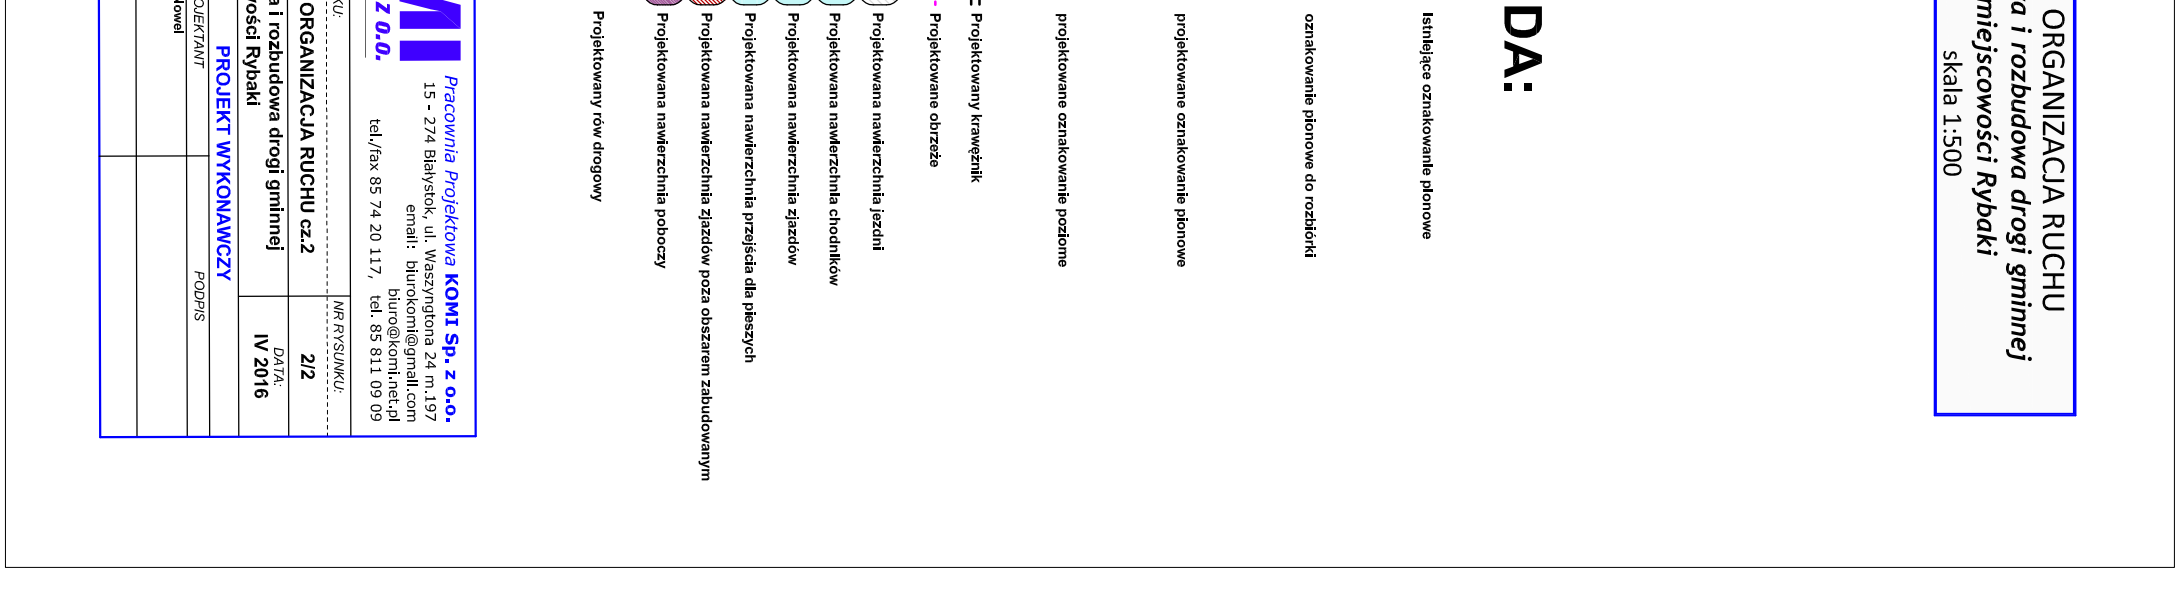 ORGANIZACJA RUCHU
a i rozbudowa drogi gminnej
miejscowości Rybaki
skala 1:500
DA:
Istniejące oznakowanie pionowe
oznakowanie pionowe do rozbiórki
projektowane oznakowanie pionowe
projektowane oznakowanie poziome
Projektowany krawężnik
Projektowane obrzeże
Projektowana nawierzchnia jezdni
Projektowana nawierzchnia chodników
Projektowana nawierzchnia zjazdów
Projektowana nawierzchnia przejścia dla pieszych
Projektowana nawierzchnia zjazdów poza obszarem zabudowanym
Projektowana nawierzchnia poboczy
Projektowany rów drogowy
MI
z o.o.
Pracownia Projektowa KOMI Sp. z o.o.
15 - 274 Białystok, ul. Waszyngtona 24 m.197
email: biurokomi@gmail.com
biuro@komi.net.pl
tel./fax 85 74 20 117, tel. 85 811 09 09
KU:
NR RYSUNKU:
ORGANIZACJA RUCHU cz.2
2/2
a i rozbudowa drogi gminnej
wości Rybaki
DATA:
IV 2016
PROJEKT WYKONAWCZY
OJEKTANT
PODPIS
Nowel